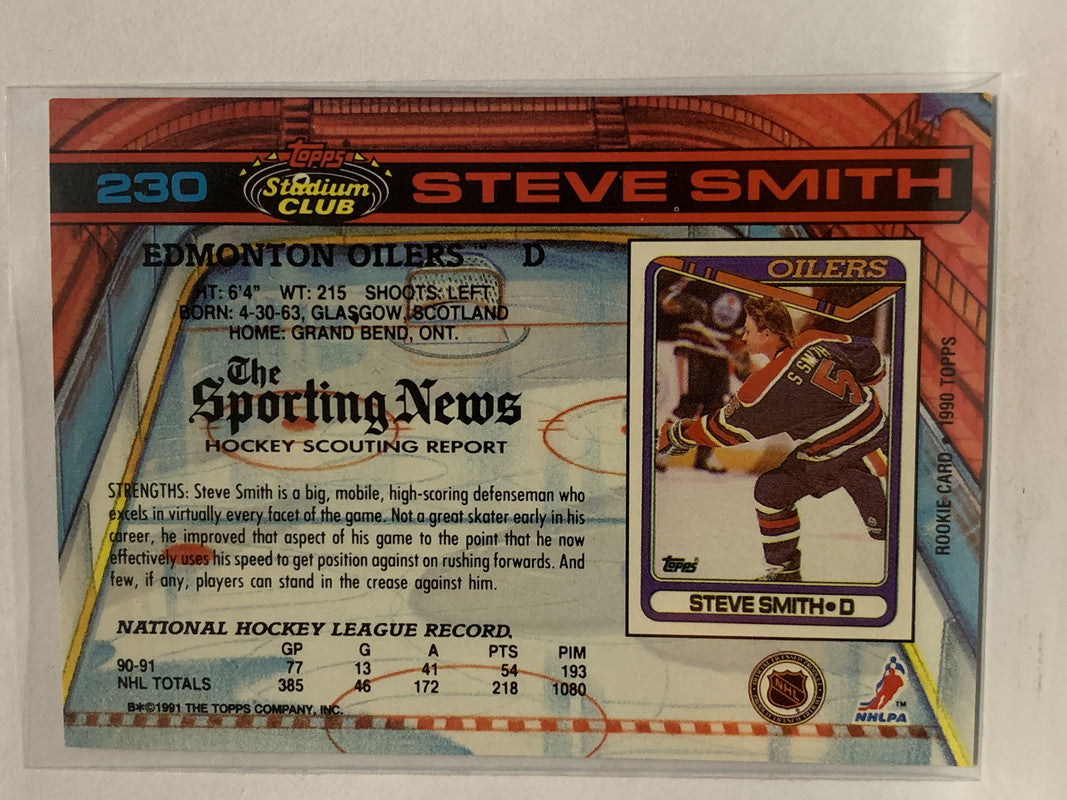 230 Topps Stadium CLUB STEVE SMITH
EDMONTON OILERS™ D
HT: 6'4" WT: 215 SHOOTS: LEFT
BORN: 4-30-63, GLASGOW, SCOTLAND
HOME: GRAND BEND, ONT.
The
Sporting News
HOCKEY SCOUTING REPORT
STRENGTHS: Steve Smith is a big, mobile, high-scoring defenseman who
excels in virtually every facet of the game. Not a great skater early in his
career, he improved that aspect of his game to the point that he now
effectively uses his speed to get position against on rushing forwards. And
few, if any, players can stand in the crease against him.
NATIONAL HOCKEY LEAGUE RECORD.
GP G A PTS PIM
90-91 77 13 41 54 193
NHL TOTALS 385 46 172 218 1080
B*©1991 THE TOPPS COMPANY, INC.
OILERS
S SMITH
5
Topps
STEVE SMITH•D
ROOKIE CARD • 1990 TOPPS
NHL
NHLPA
™